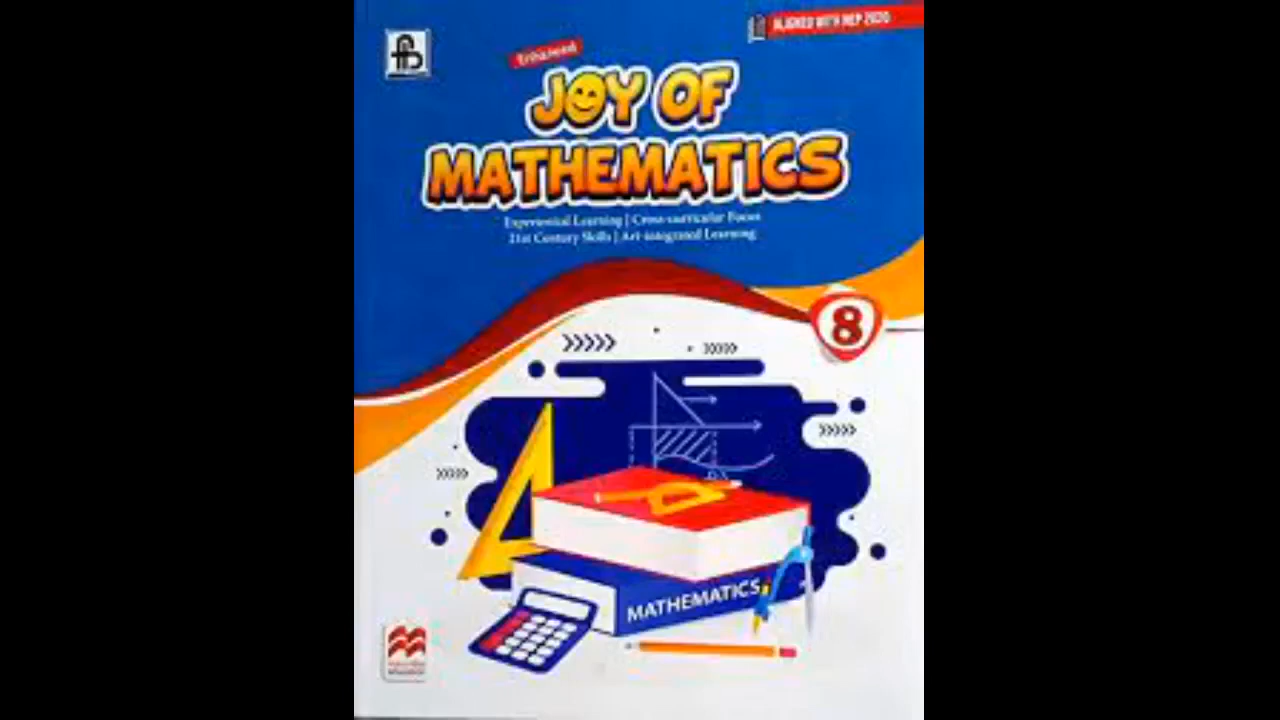 ALIGNED WITH NEP 2020
Enhanced
JOY OF
MATHEMATICS
Experiential Learning | Cross-curricular Focus
21st Century Skills | Art-integrated Learning
8
MATHEMATICS